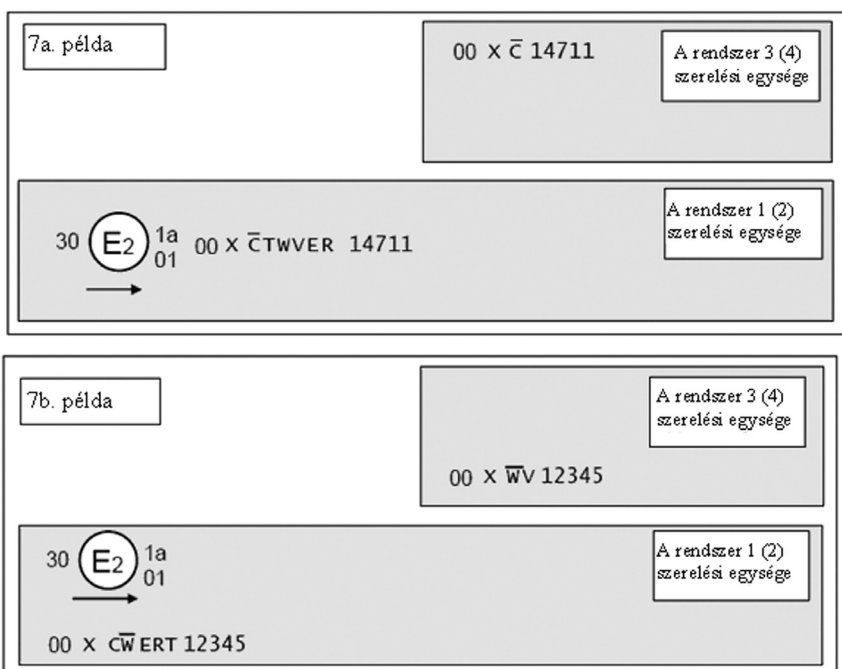 7a. példa
00 X C̅ 14711
A rendszer 3 (4)
szerelési egysége
30 E2 1a
01
00 X C̅TWVER 14711
A rendszer 1 (2)
szerelési egysége
7b. példa
A rendszer 3 (4)
szerelési egysége
00 X W̅V 12345
30 E2 1a
01
A rendszer 1 (2)
szerelési egysége
00 X CW̅ ERT 12345